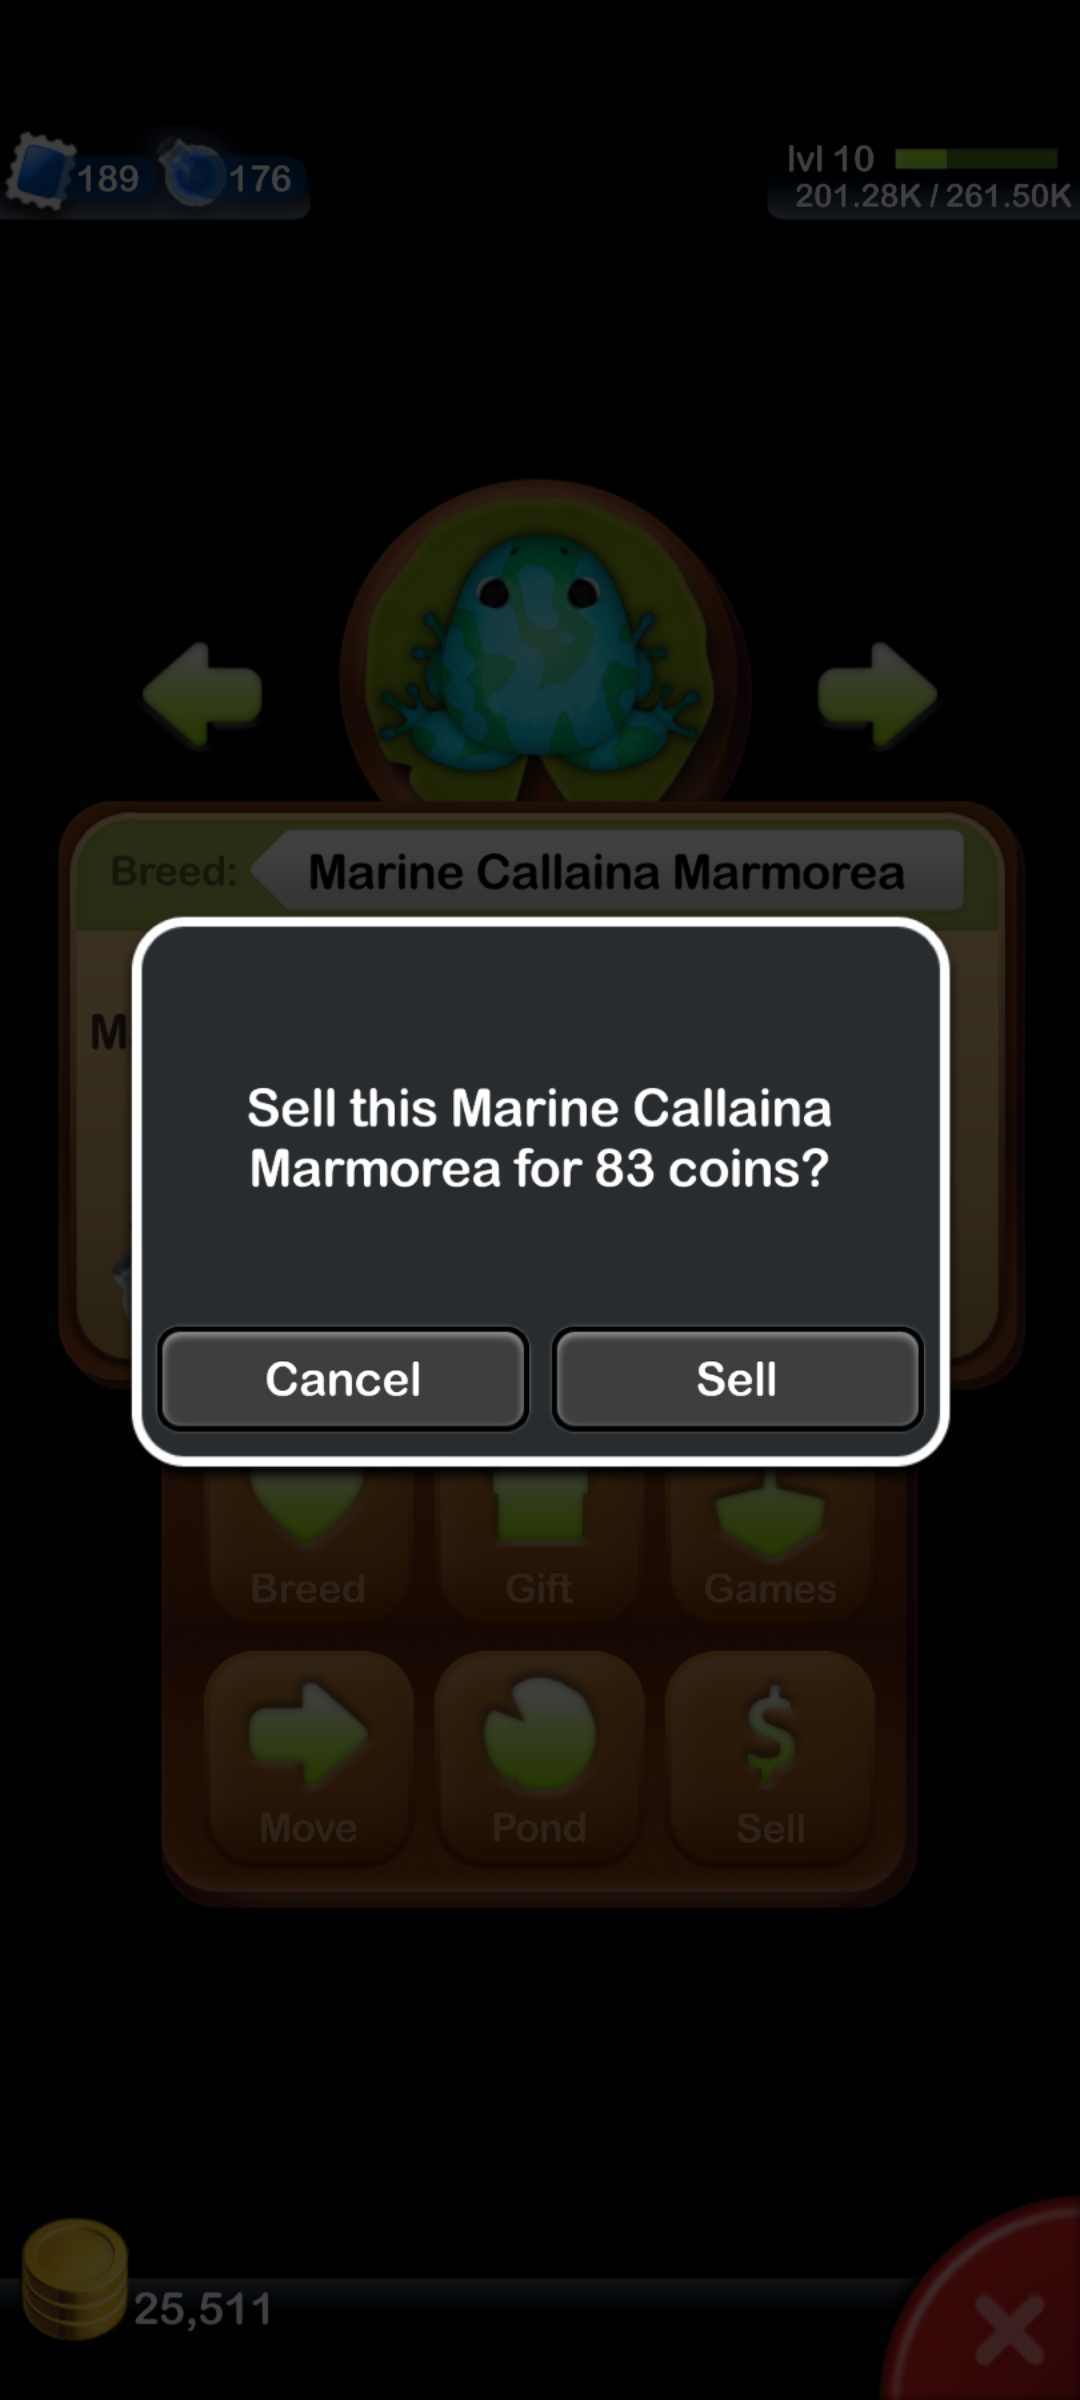 189
176
lvl 10
201.28K / 261.50K
Breed:
Marine Callaina Marmorea
M
Sell this Marine Callaina
Marmorea for 83 coins?
Cancel
Sell
Breed
Gift
Games
Move
Pond
$
Sell
25,511